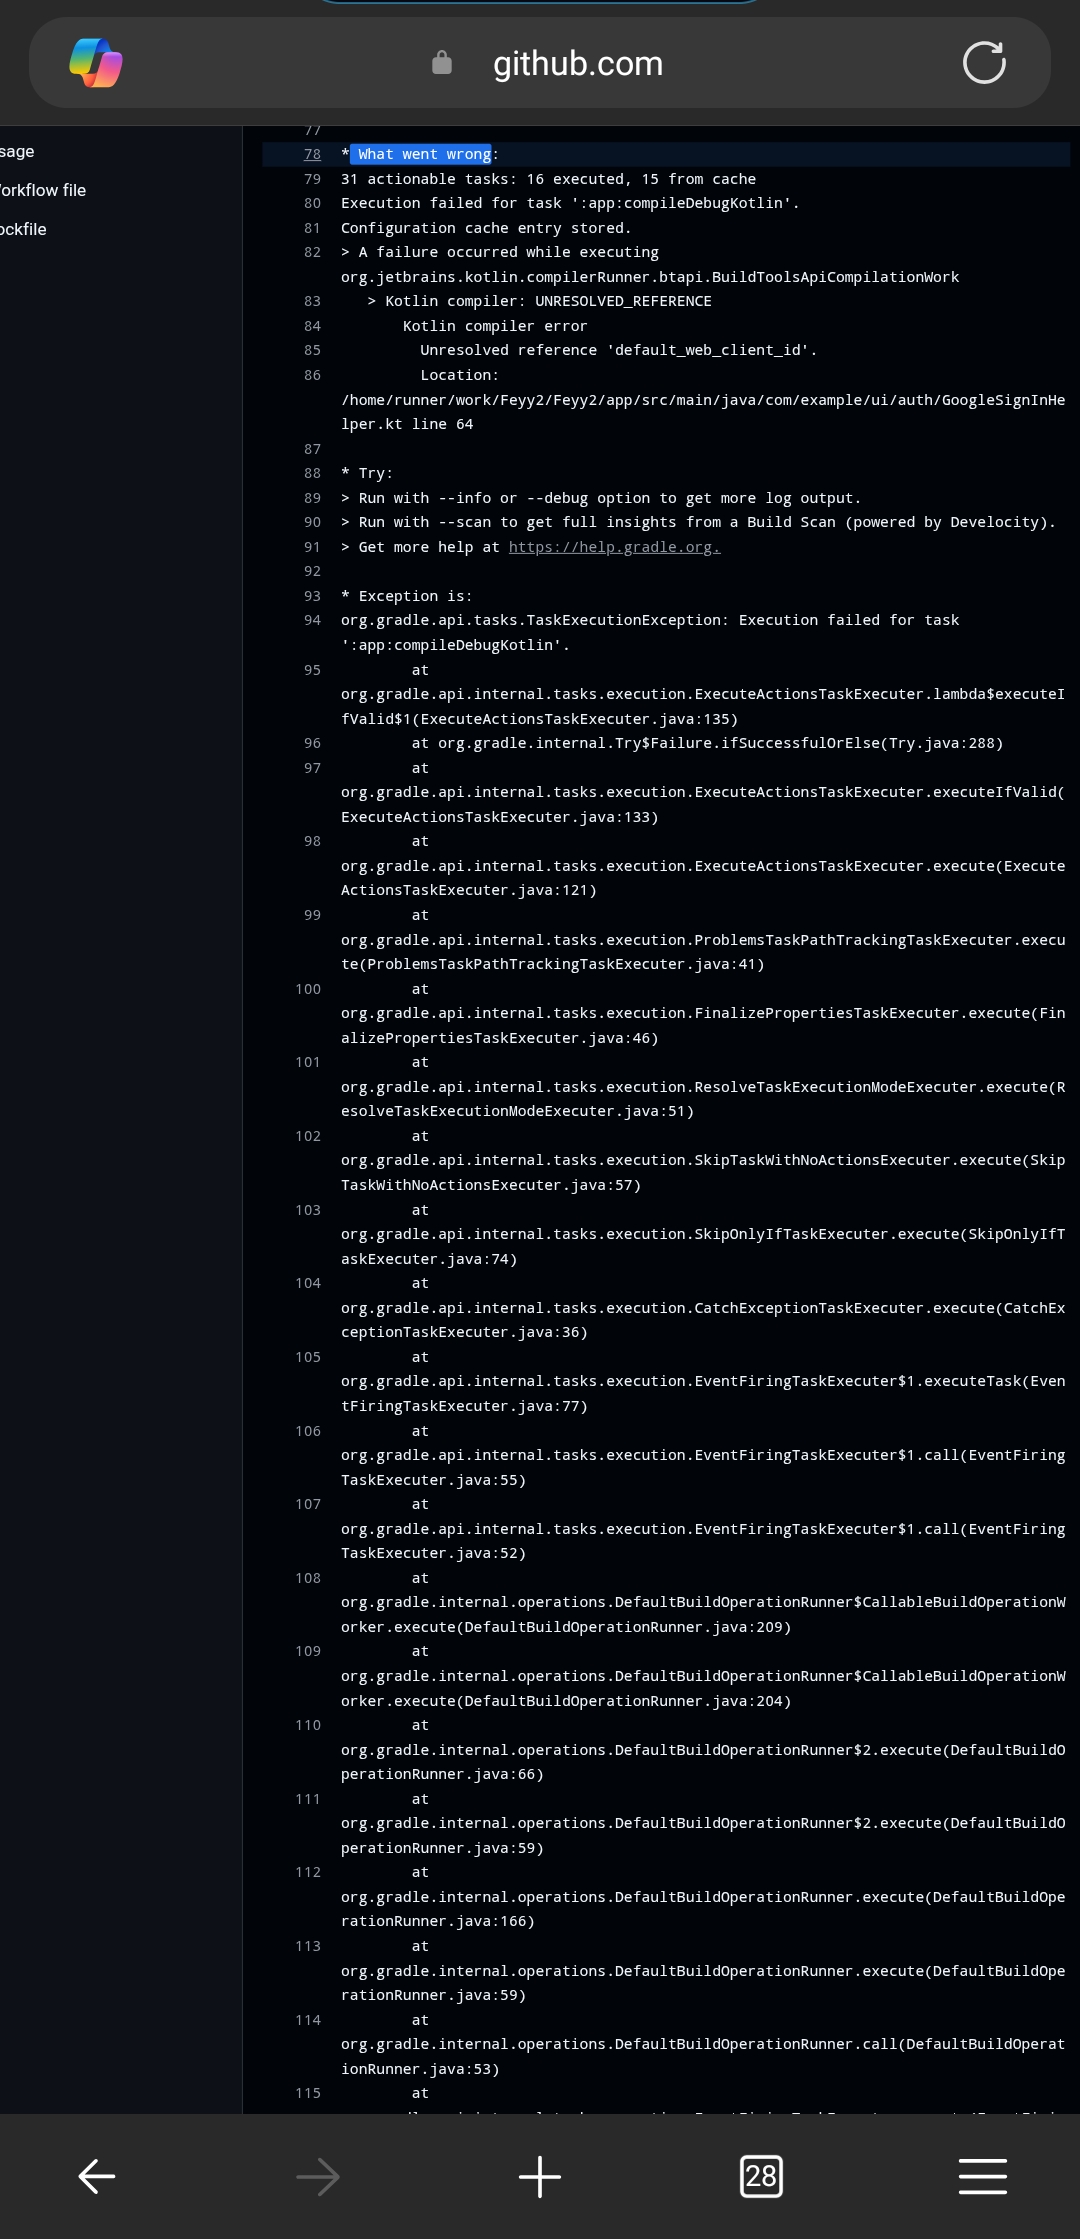 github.com
sage
orkflow file
ockfile
77
78 * What went wrong:
79 31 actionable tasks: 16 executed, 15 from cache
80 Execution failed for task ':app:compileDebugKotlin'.
81 Configuration cache entry stored.
82 > A failure occurred while executing
org.jetbrains.kotlin.compilerRunner.btapi.BuildToolsApiCompilationWork
83 > Kotlin compiler: UNRESOLVED_REFERENCE
84 Kotlin compiler error
85 Unresolved reference 'default_web_client_id'.
86 Location:
/home/runner/work/Feyy2/Feyy2/app/src/main/java/com/example/ui/auth/GoogleSignInHe
lper.kt line 64
87
88 * Try:
89 > Run with --info or --debug option to get more log output.
90 > Run with --scan to get full insights from a Build Scan (powered by Develocity).
91 > Get more help at https://help.gradle.org.
92
93 * Exception is:
94 org.gradle.api.tasks.TaskExecutionException: Execution failed for task
':app:compileDebugKotlin'.
95 at
org.gradle.api.internal.tasks.execution.ExecuteActionsTaskExecuter.lambda$executeI
fValid$1(ExecuteActionsTaskExecuter.java:135)
96 at org.gradle.internal.Try$Failure.ifSuccessfulOrElse(Try.java:288)
97 at
org.gradle.api.internal.tasks.execution.ExecuteActionsTaskExecuter.executeIfValid(
ExecuteActionsTaskExecuter.java:133)
98 at
org.gradle.api.internal.tasks.execution.ExecuteActionsTaskExecuter.execute(Execute
ActionsTaskExecuter.java:121)
99 at
org.gradle.api.internal.tasks.execution.ProblemsTaskPathTrackingTaskExecuter.execu
te(ProblemsTaskPathTrackingTaskExecuter.java:41)
100 at
org.gradle.api.internal.tasks.execution.FinalizePropertiesTaskExecuter.execute(Fin
alizePropertiesTaskExecuter.java:46)
101 at
org.gradle.api.internal.tasks.execution.ResolveTaskExecutionModeExecuter.execute(R
esolveTaskExecutionModeExecuter.java:51)
102 at
org.gradle.api.internal.tasks.execution.SkipTaskWithNoActionsExecuter.execute(Skip
TaskWithNoActionsExecuter.java:57)
103 at
org.gradle.api.internal.tasks.execution.SkipOnlyIfTaskExecuter.execute(SkipOnlyIfT
askExecuter.java:74)
104 at
org.gradle.api.internal.tasks.execution.CatchExceptionTaskExecuter.execute(CatchEx
ceptionTaskExecuter.java:36)
105 at
org.gradle.api.internal.tasks.execution.EventFiringTaskExecuter$1.executeTask(Even
tFiringTaskExecuter.java:77)
106 at
org.gradle.api.internal.tasks.execution.EventFiringTaskExecuter$1.call(EventFiring
TaskExecuter.java:55)
107 at
org.gradle.api.internal.tasks.execution.EventFiringTaskExecuter$1.call(EventFiring
TaskExecuter.java:52)
108 at
org.gradle.internal.operations.DefaultBuildOperationRunner$CallableBuildOperationW
orker.execute(DefaultBuildOperationRunner.java:209)
109 at
org.gradle.internal.operations.DefaultBuildOperationRunner$CallableBuildOperationW
orker.execute(DefaultBuildOperationRunner.java:204)
110 at
org.gradle.internal.operations.DefaultBuildOperationRunner$2.execute(DefaultBuildO
perationRunner.java:66)
111 at
org.gradle.internal.operations.DefaultBuildOperationRunner$2.execute(DefaultBuildO
perationRunner.java:59)
112 at
org.gradle.internal.operations.DefaultBuildOperationRunner.execute(DefaultBuildOpe
rationRunner.java:166)
113 at
org.gradle.internal.operations.DefaultBuildOperationRunner.execute(DefaultBuildOpe
rationRunner.java:59)
114 at
org.gradle.internal.operations.DefaultBuildOperationRunner.call(DefaultBuildOperat
ionRunner.java:53)
115 at
28